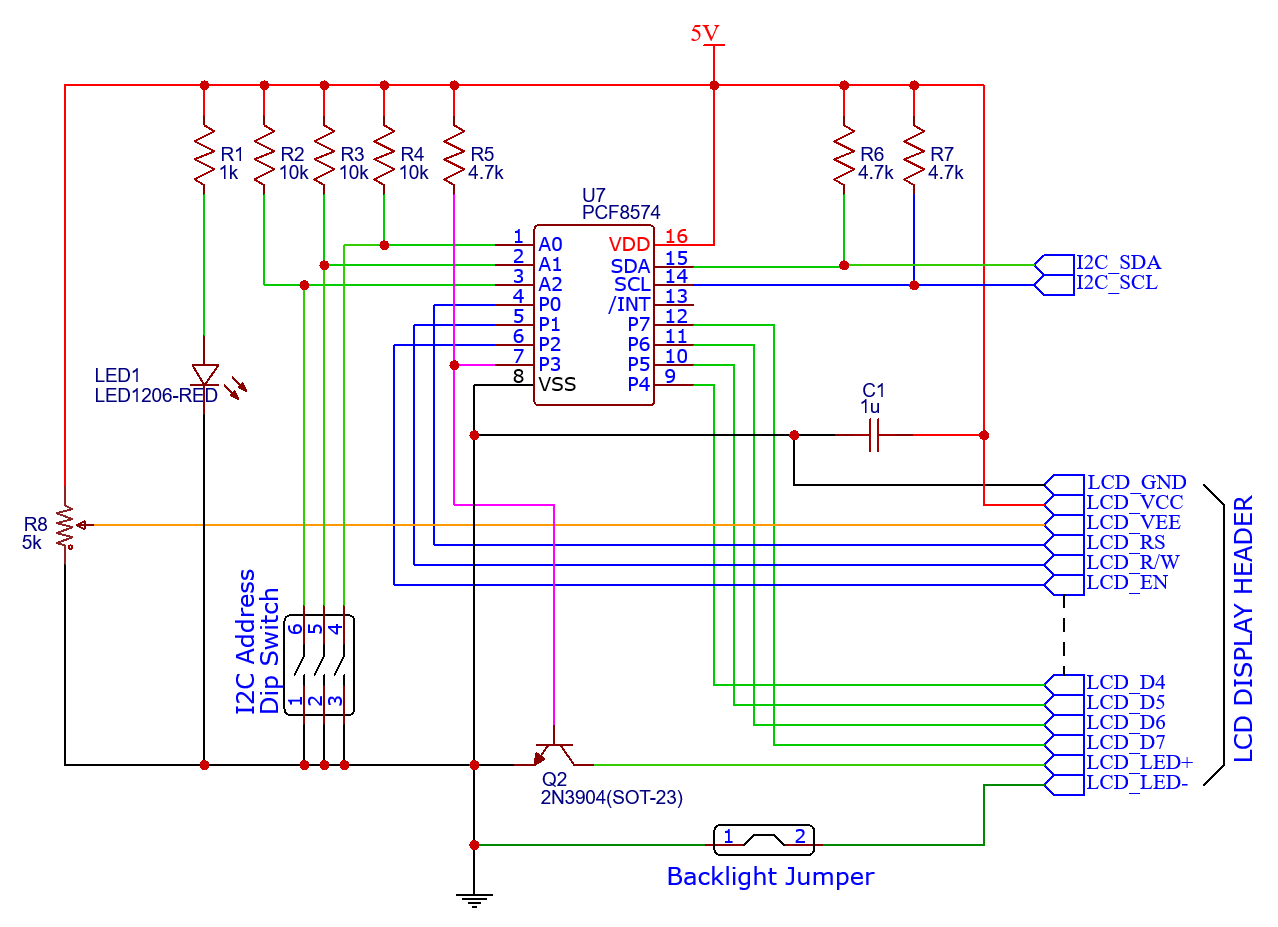 5V
R1
1k
R2
10k
R3
10k
R4
10k
R5
4.7k
R6
4.7k
R7
4.7k
U7
PCF8574
1 A0
2 A1
3 A2
4 P0
5 P1
6 P2
7 P3
8 VSS
VDD 16
SDA 15
SCL 14
/INT 13
P7 12
P6 11
P5 10
P4 9
I2C_SDA
I2C_SCL
LED1
LED1206-RED
C1
1u
R8
5k
LCD_GND
LCD_VCC
LCD_VEE
LCD_RS
LCD_R/W
LCD_EN
LCD_D4
LCD_D5
LCD_D6
LCD_D7
LCD_LED+
LCD_LED-
LCD DISPLAY HEADER
I2C Address
Dip Switch
6 5 4
1 2 3
Q2
2N3904(SOT-23)
1 2
Backlight Jumper